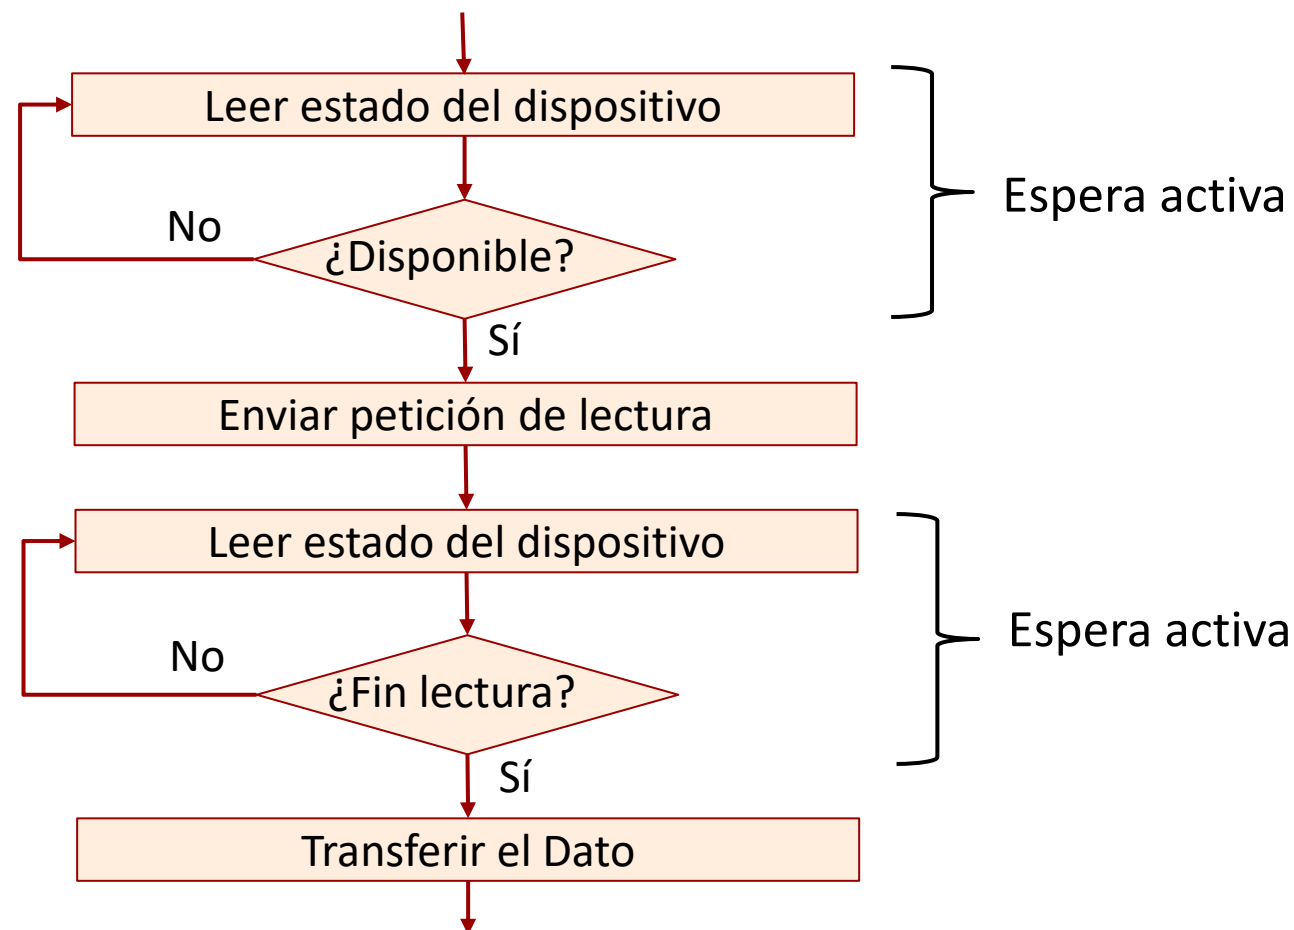 Leer estado del dispositivo
Espera activa
No
¿Disponible?
Sí
Enviar petición de lectura
Leer estado del dispositivo
Espera activa
No
¿Fin lectura?
Sí
Transferir el Dato